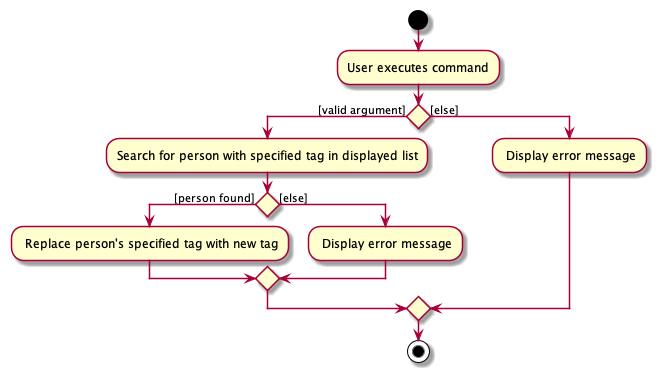 User executes command
[valid argument]
[else]
Search for person with specified tag in displayed list
Display error message
[person found]
[else]
Replace person's specified tag with new tag
Display error message